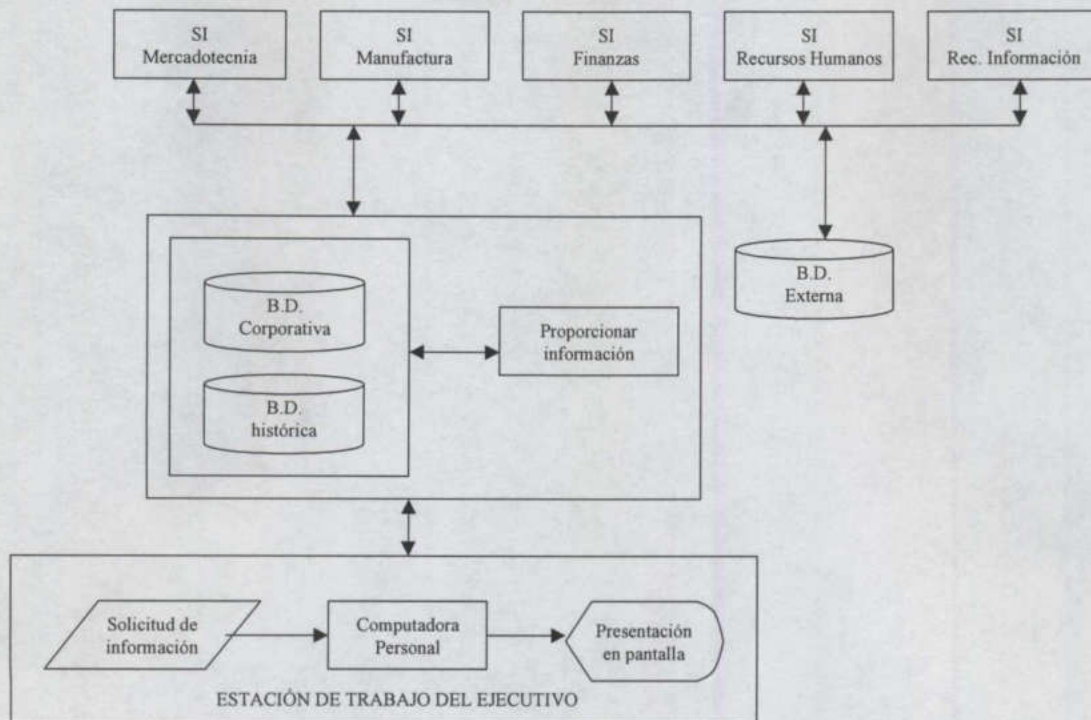 SI
Mercadotecnia
SI
Manufactura
SI
Finanzas
SI
Recursos Humanos
SI
Rec. Información
B.D.
Corporativa
B.D.
histórica
Proporcionar
información
B.D.
Externa
Solicitud de
información
Computadora
Personal
Presentación
en pantalla
ESTACIÓN DE TRABAJO DEL EJECUTIVO